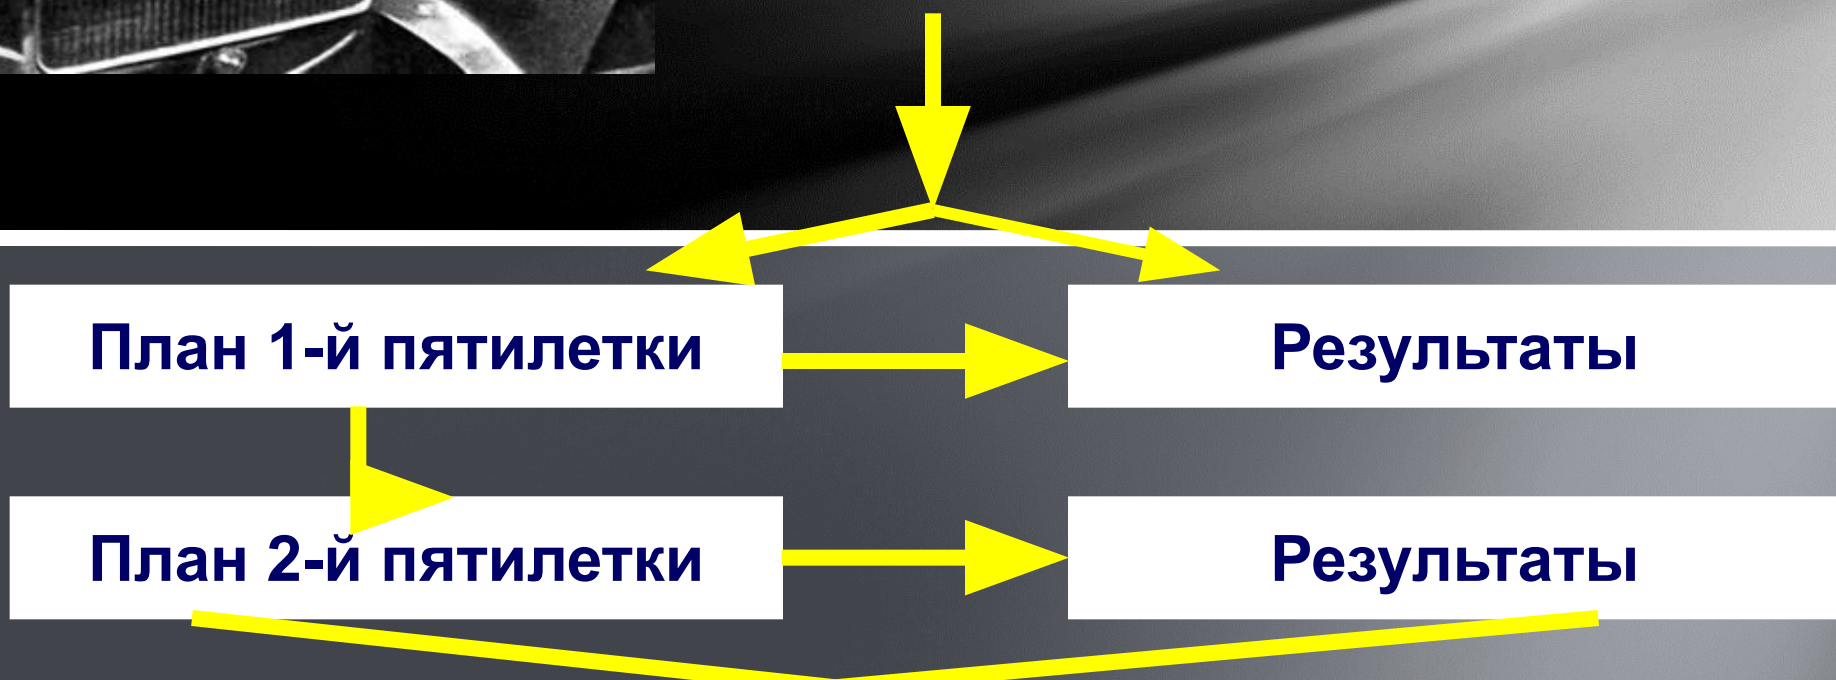 План 1-й пятилетки
Результаты
План 2-й пятилетки
Результаты